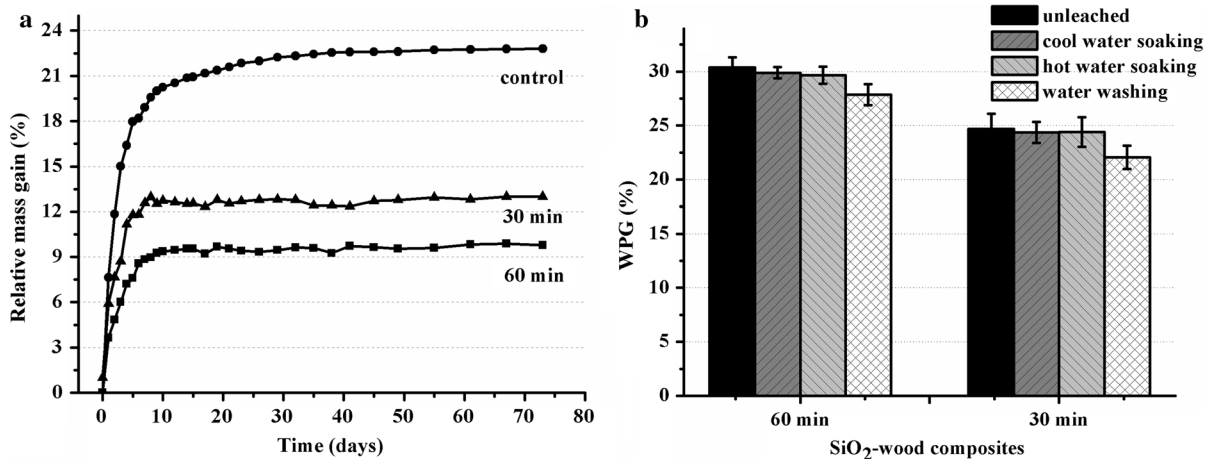 a
24
21
18
15
12
9
6
3
0
Relative mass gain (%)
control
30 min
60 min
0
10
20
30
40
50
60
70
80
Time (days)
b
unleached
cool water soaking
hot water soaking
water washing
30
25
20
15
10
5
0
WPG (%)
60 min
30 min
SiO₂-wood composites